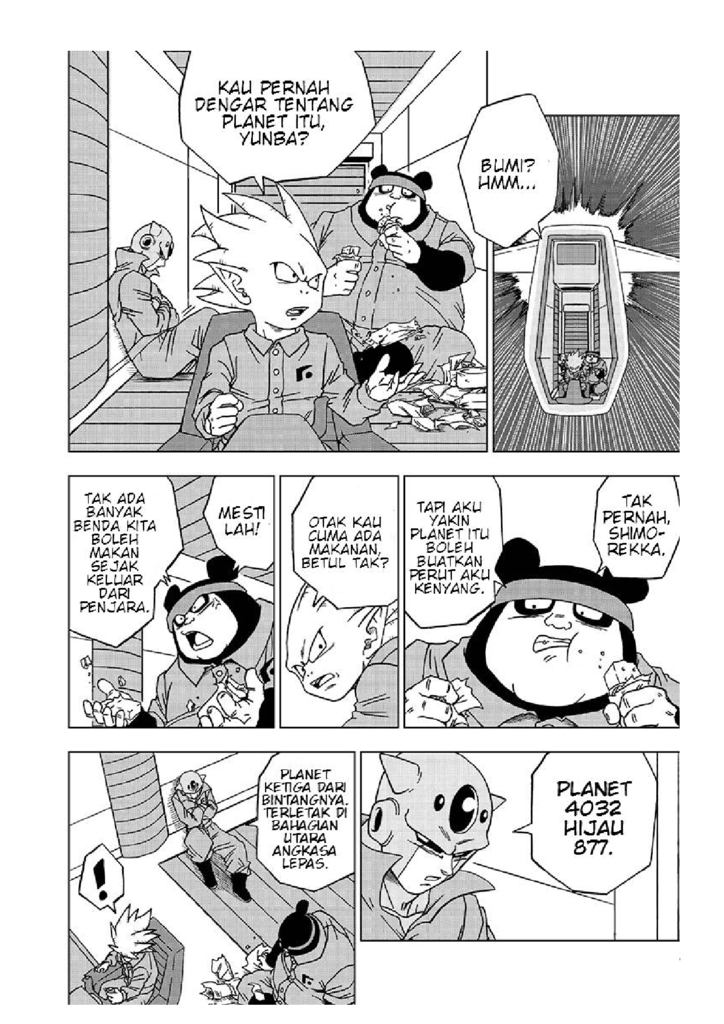 BUMI?
HMM...
KAU PERNAH
DENGAR TENTANG
PLANET ITU,
YUNBA?
TAK
PERNAH,
SHIMO-
REKKA.
TAPI AKU
YAKIN
PLANET ITU
BOLEH
BUATKAN
PERUT AKU
KENYANG.
OTAK KAU
CUMA ADA
MAKANAN,
BETUL TAK?
MESTI
LAH!
TAK ADA
BANYAK
BENDA KITA
BOLEH
MAKAN
SEJAK
KELUAR
DARI
PENJARA.
PLANET
4032
HIJAU
877.
PLANET
KETIGA DARI
BINTANGNYA.
TERLETAK DI
BAHAGIAN
UTARA
ANGKASA
LEPAS.
!